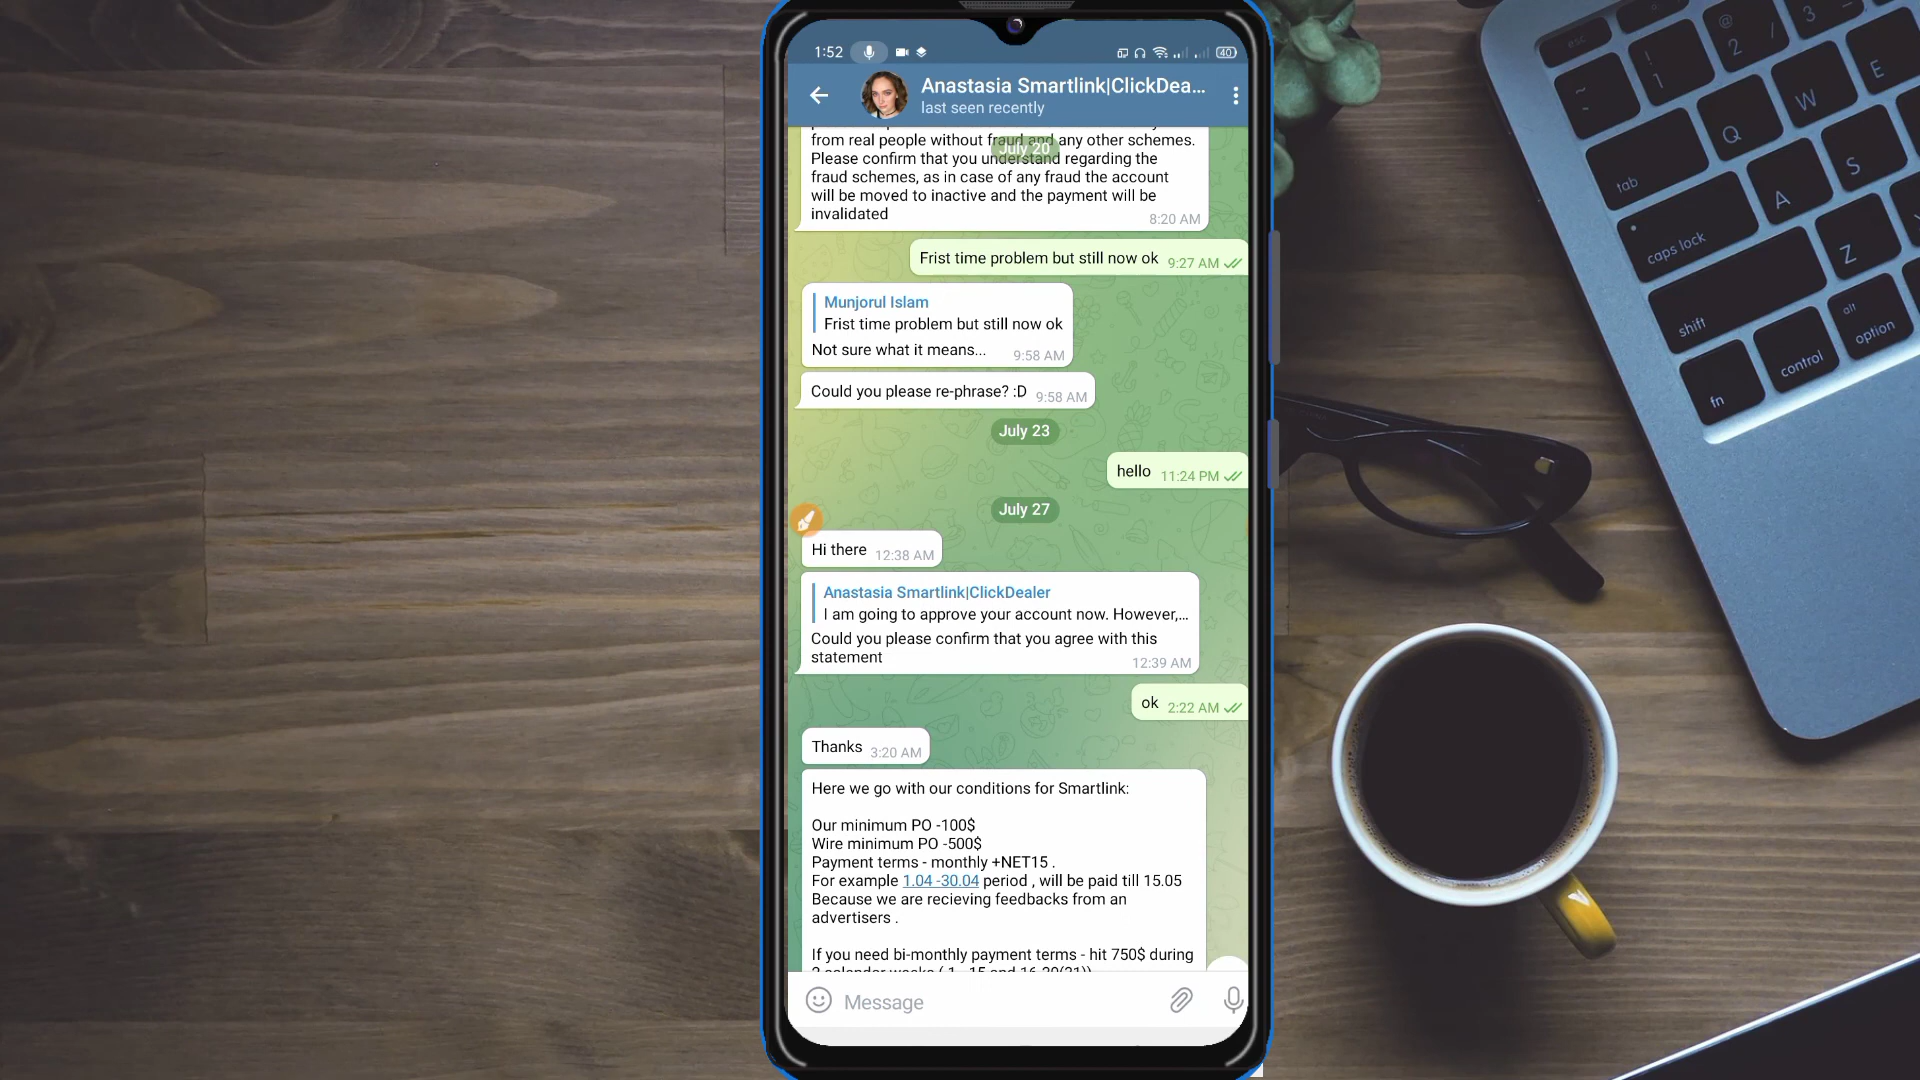 1:52
40
Anastasia Smartlink|ClickDea...
last seen recently
from real people without fraud and any other schemes.
July 20
Please confirm that you understand regarding the
fraud schemes, as in case of any fraud the account
will be moved to inactive and the payment will be
invalidated
8:20 AM
Frist time problem but still now ok 9:27 AM
Munjorul Islam
Frist time problem but still now ok
Not sure what it means... 9:58 AM
Could you please re-phrase? :D 9:58 AM
July 23
hello 11:24 PM
July 27
Hi there 12:38 AM
Anastasia Smartlink|ClickDealer
I am going to approve your account now. However,...
Could you please confirm that you agree with this
statement
12:39 AM
ok 2:22 AM
Thanks 3:20 AM
Here we go with our conditions for Smartlink:
Our minimum PO -100$
Wire minimum PO -500$
Payment terms - monthly +NET15 .
For example 1.04 -30.04 period , will be paid till 15.05
Because we are recieving feedbacks from an
advertisers .
If you need bi-monthly payment terms - hit 750$ during
Message
esc
~
`
!
1
@
2
3
tab
Q
W
E
caps lock
A
S
shift
Z
fn
control
alt
option